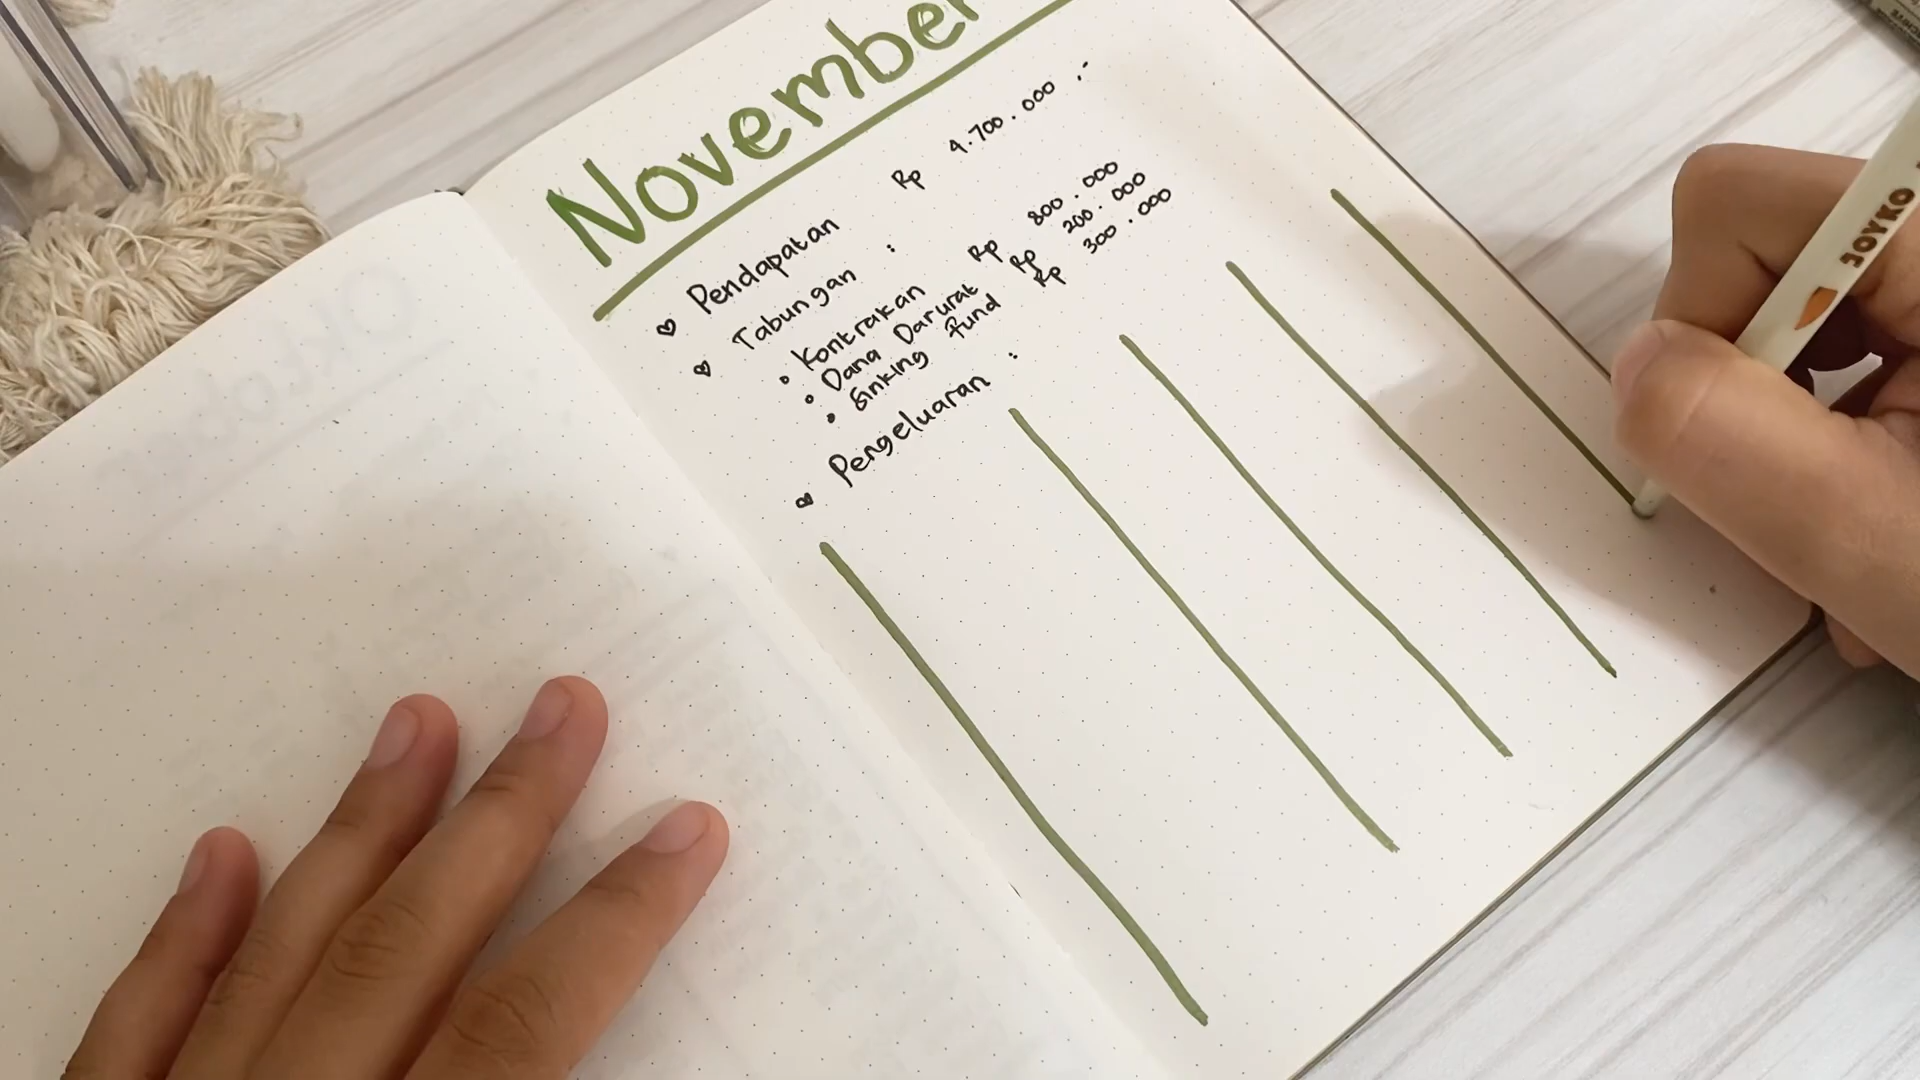 November
Pendapatan Rp 4.700.000.-
Tabungan :
• Kontrakan Rp 800.000
• Dana Darurat Rp 200.000
• Sinking Fund Rp 300.000
Pengeluaran :
JOYKO